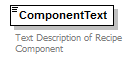 ComponentText
Text Description of Recipe
Component